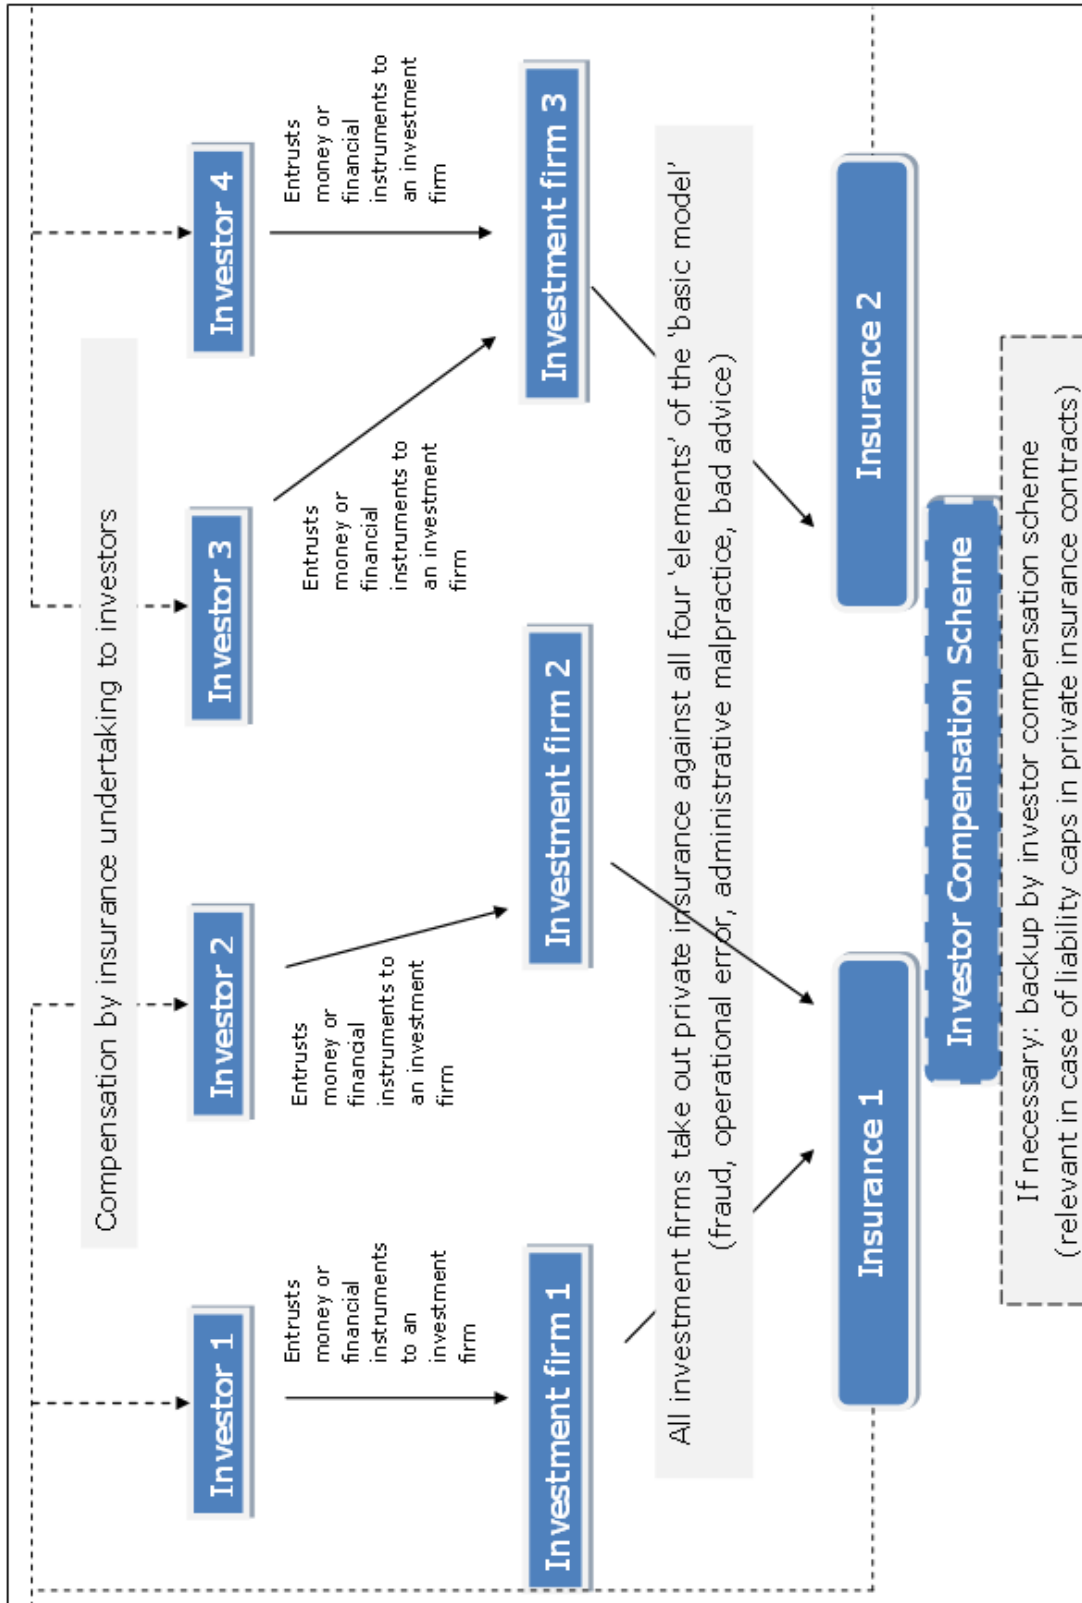 Compensation by insurance undertaking to investors
Investor 1
Investor 2
Investor 3
Investor 4
Entrusts
money or
financial
instruments
to an
investment
firm
Entrusts
money or
financial
instruments to
an investment
firm
Entrusts
money or
financial
instruments to
an investment
firm
Entrusts
money or
financial
instruments to
an investment
firm
Investment firm 1
Investment firm 2
Investment firm 3
All investment firms take out private insurance against all four ‘elements’ of the ‘basic model’
(fraud, operational error, administrative malpractice, bad advice)
Insurance 1
Insurance 2
Investor Compensation Scheme
If necessary: backup by investor compensation scheme
(relevant in case of liability caps in private insurance contracts)